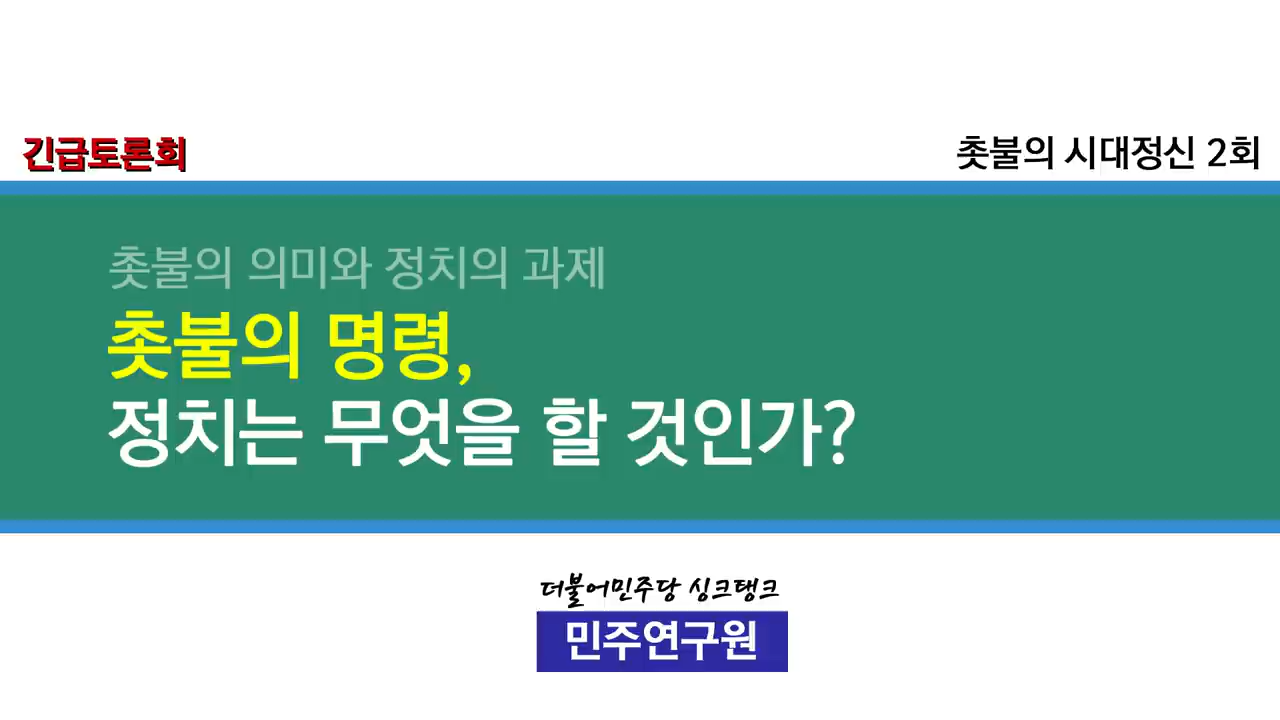 긴급토론회
촛불의 시대정신 2회
촛불의 의미와 정치의 과제
촛불의 명령,
정치는 무엇을 할 것인가?
더불어민주당 싱크탱크
민주연구원